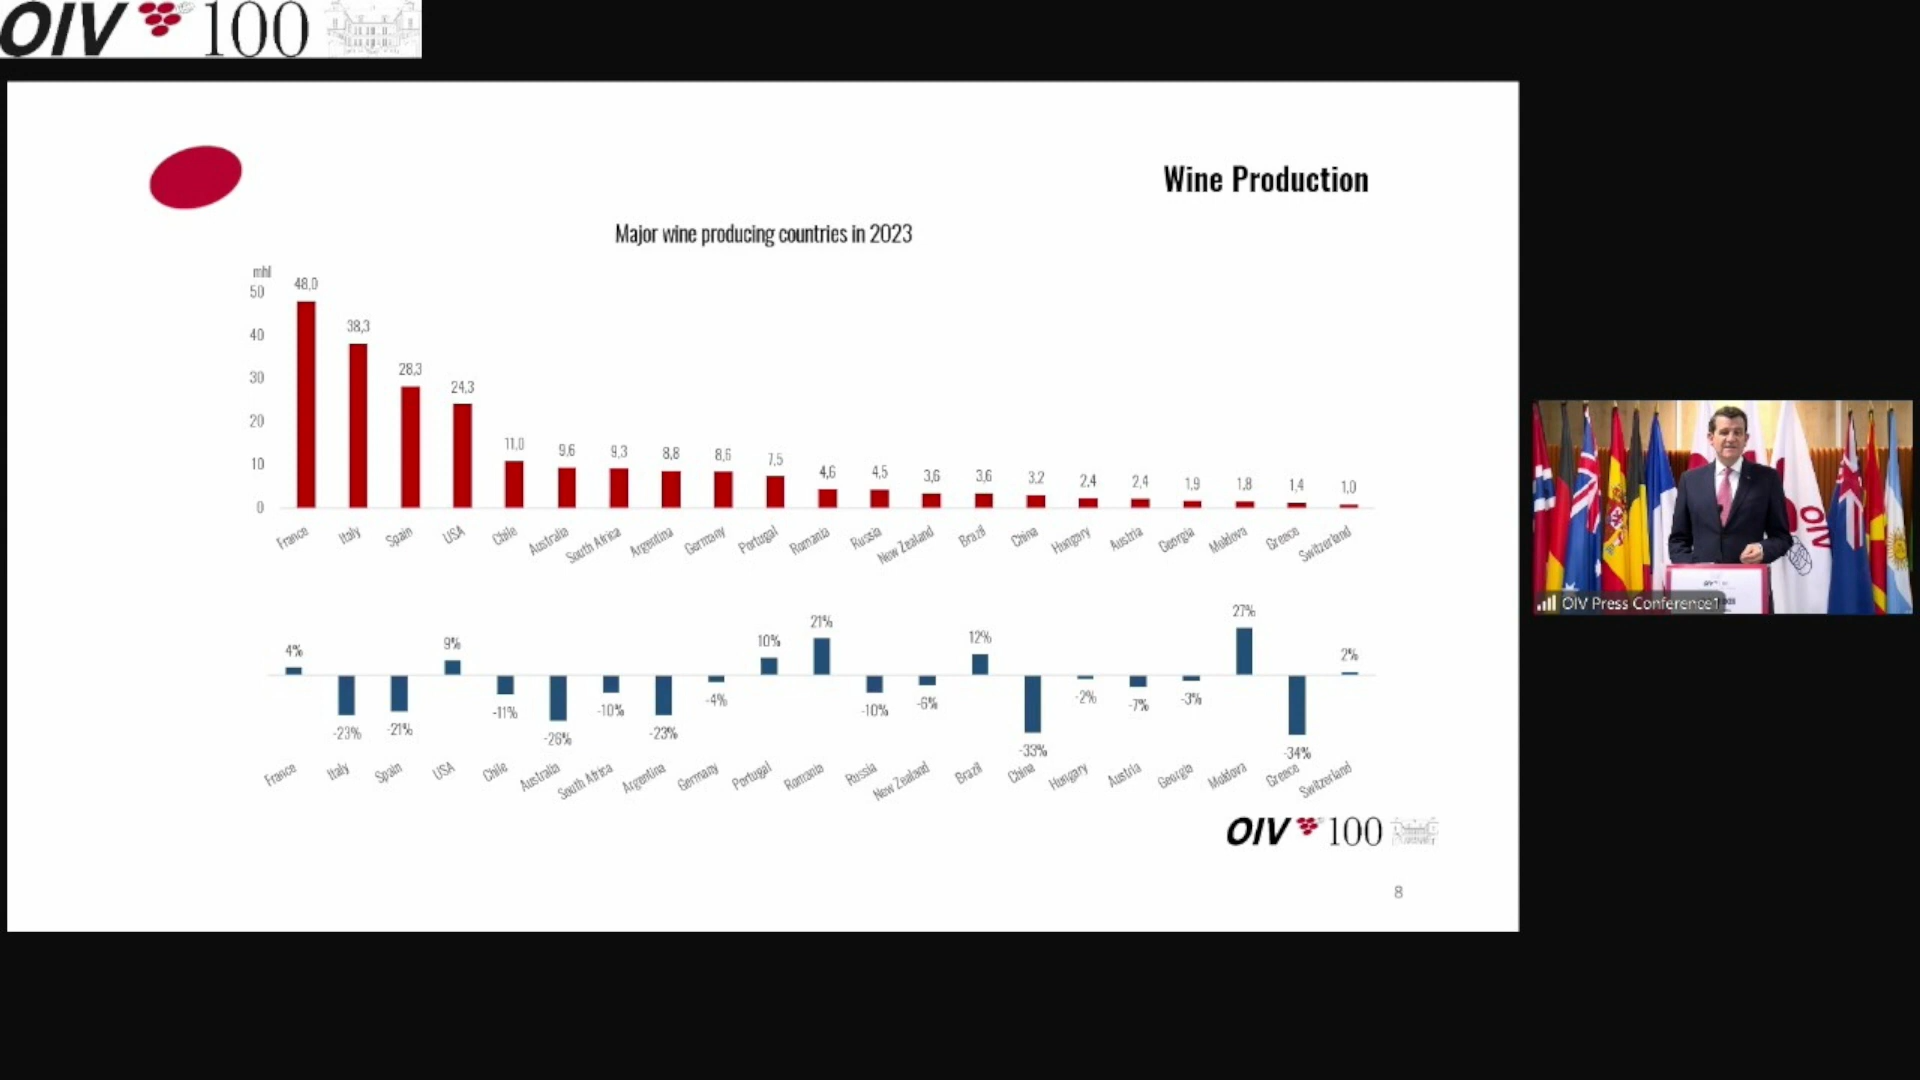 OIV 100
Wine Production
Major wine producing countries in 2023
mhl
50
40
30
20
10
0
48,0
38,3
28,3
24,3
11,0
9,6
9,3
8,8
8,6
7,5
4,6
4,5
3,6
3,6
3,2
2,4
2,4
1,9
1,8
1,4
1,0
France
Italy
Spain
USA
Chile
Australia
South Africa
Argentina
Germany
Portugal
Romania
Russia
New Zealand
Brazil
China
Hungary
Austria
Georgia
Moldova
Greece
Switzerland
4%
-23%
-21%
9%
-11%
-26%
-10%
-23%
-4%
10%
21%
-10%
-6%
12%
-33%
-2%
-7%
-3%
27%
-34%
2%
France
Italy
Spain
USA
Chile
Australia
South Africa
Argentina
Germany
Portugal
Romania
Russia
New Zealand
Brazil
China
Hungary
Austria
Georgia
Moldova
Greece
Switzerland
OIV 100
8
OIV
OIV Press Conference1